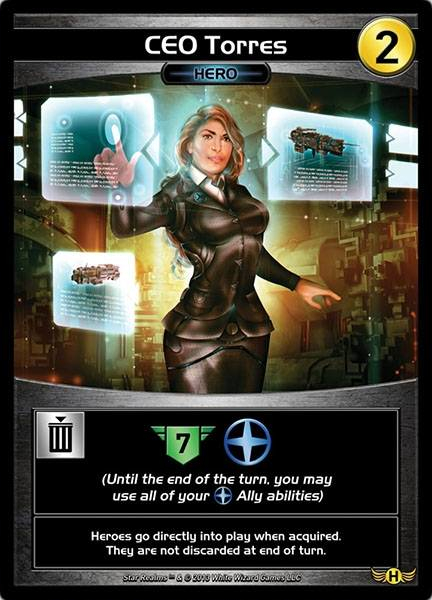 CEO Torres
2
HERO
7
(Until the end of the turn, you may
use all of your Ally abilities)
Heroes go directly into play when acquired.
They are not discarded at end of turn.
Star Realms™ & © 2013 White Wizard Games LLC
H